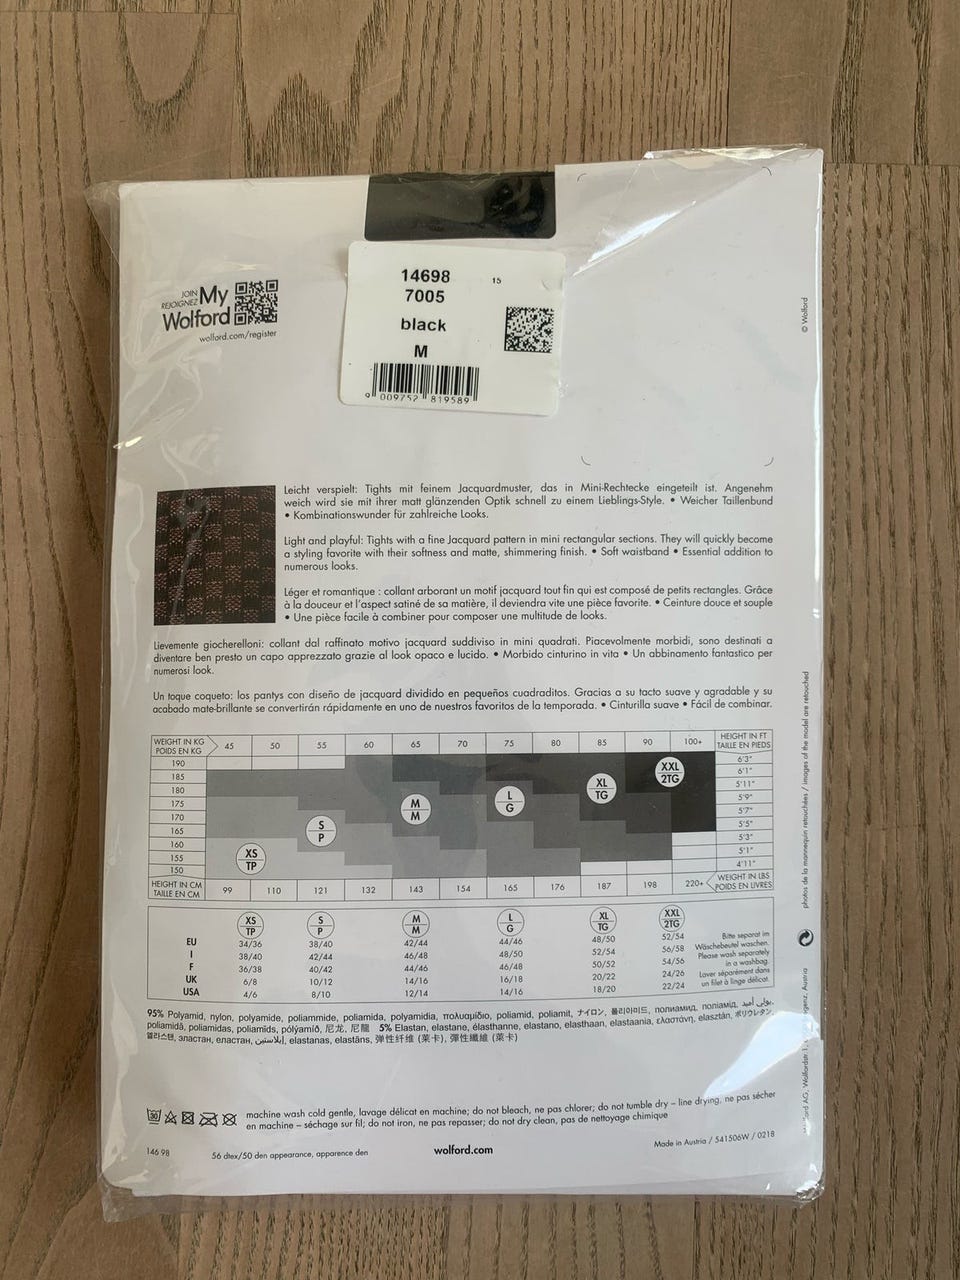 JOIN
REJOIGNEZ My
Wolford
wolford.com/register
14698 15
7005
black
M
9 009752 819589
© Wolford
Leicht verspielt: Tights mit feinem Jacquardmuster, das in Mini-Rechtecke eingeteilt ist. Angenehm
weich wird sie mit ihrer matt glänzenden Optik schnell zu einem Lieblings-Style. • Weicher Taillenbund
• Kombinationswunder für zahlreiche Looks.
Light and playful: Tights with a fine Jacquard pattern in mini rectangular sections. They will quickly become
a styling favorite with their softness and matte, shimmering finish. • Soft waistband • Essential addition to
numerous looks.
Léger et romantique : collant arborant un motif jacquard tout fin qui est composé de petits rectangles. Grâce
à la douceur et l'aspect satiné de sa matière, il deviendra vite une pièce favorite. • Ceinture douce et souple
• Une pièce facile à combiner pour composer une multitude de looks.
Lievemente giocherelloni: collant dal raffinato motivo jacquard suddiviso in mini quadrati. Piacevolmente morbidi, sono destinati a
diventare ben presto un capo apprezzato grazie al look opaco e lucido. • Morbido cinturino in vita • Un abbinamento fantastico per
numerosi look.
Un toque coqueto: los pantys con diseño de jacquard dividido en pequeños cuadraditos. Gracias a su tacto suave y agradable y su
acabado mate-brillante se convertirán rápidamente en uno de nuestros favoritos de la temporada. • Cinturilla suave • Fácil de combinar.
WEIGHT IN KG
POIDS EN KG
45 50 55 60 65 70 75 80 85 90 100+
HEIGHT IN FT
TAILLE EN PIEDS
190 6'3"
185 6'1"
180 5'11"
175 5'9"
170 5'7"
165 5'5"
160 5'3"
155 5'1"
150 4'11"
XXL
2TG
XL
TG
L
G
M
M
S
P
XS
TP
HEIGHT IN CM
TAILLE EN CM
99 110 121 132 143 154 165 176 187 198 220+
WEIGHT IN LBS
POIDS EN LIVRES
XS S M L XL XXL
TP P M G TG 2TG
EU 34/36 38/40 42/44 44/46 48/50 52/54
I 38/40 42/44 46/48 48/50 52/54 56/58
F 36/38 40/42 44/46 46/48 50/52 54/56
UK 6/8 10/12 14/16 16/18 20/22 24/26
USA 4/6 8/10 12/14 14/16 18/20 22/24
Bitte separat im
Wäschebeutel waschen.
Please wash separately
in a washbag.
Laver séparément dans
un filet à linge délicat.
photos de la mannequin retouchées / images of the model are retouched
95% Polyamid, nylon, polyamide, poliammide, poliamida, polyamidia, πολυαμίδιο, poliamid, poliamit, ナイロン, 폴리아미드, полиамид, поліамід, بولي أميد,
poliamidă, poliamidas, poliamīds, pólýamíð, 尼龙, 尼龍 5% Elastan, elastane, élasthanne, elastano, elasthaan, elastaania, ελαστάνη, elasztán, ポリウレタン,
엘라스탄, эластан, еластан, إيلاستين, elastanas, elastāns, 弹性纤维 (莱卡), 彈性纖維 (萊卡)
30
machine wash cold gentle, lavage délicat en machine; do not bleach, ne pas chlorer; do not tumble dry – line drying, ne pas sécher
en machine – séchage sur fil; do not iron, ne pas repasser; do not dry clean, pas de nettoyage chimique
146 98 56 dtex/50 den appearance, apparence den wolford.com Made in Austria / 541506W / 0218
AG, Wolfordstr. 1, Austria